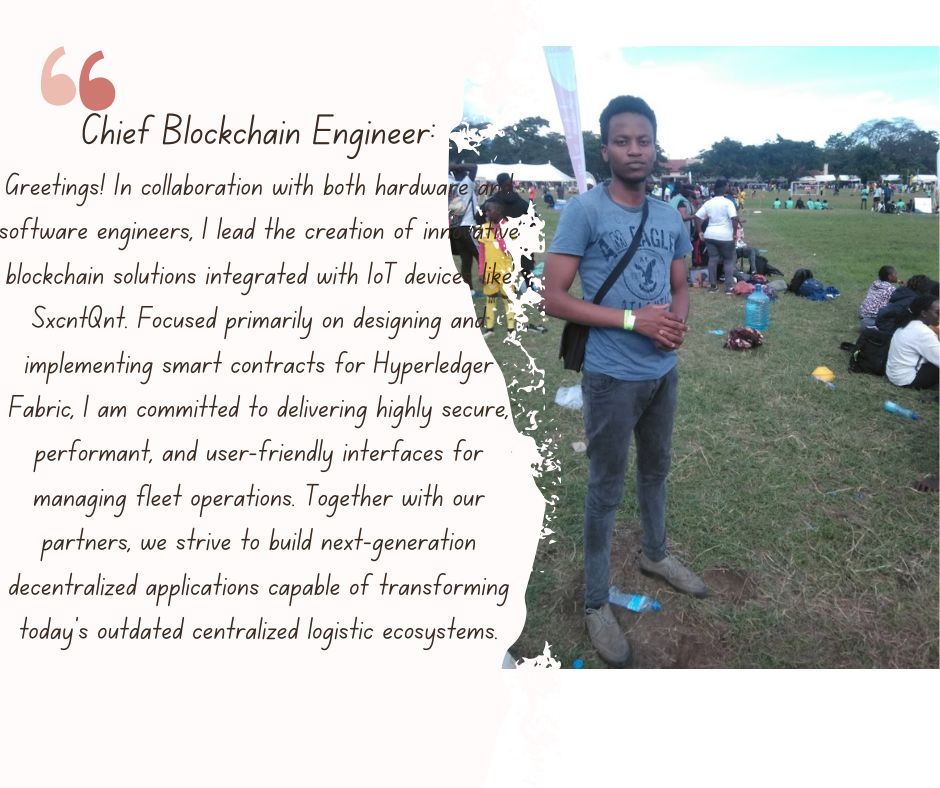 Chief Blockchain Engineer:
Greetings! In collaboration with both hardware and
software engineers, I lead the creation of innovative
blockchain solutions integrated with IoT devices like
SxcntQnt. Focused primarily on designing and
implementing smart contracts for Hyperledger
Fabric, I am committed to delivering highly secure,
performant, and user-friendly interfaces for
managing fleet operations. Together with our
partners, we strive to build next-generation
decentralized applications capable of transforming
today's outdated centralized logistic ecosystems.